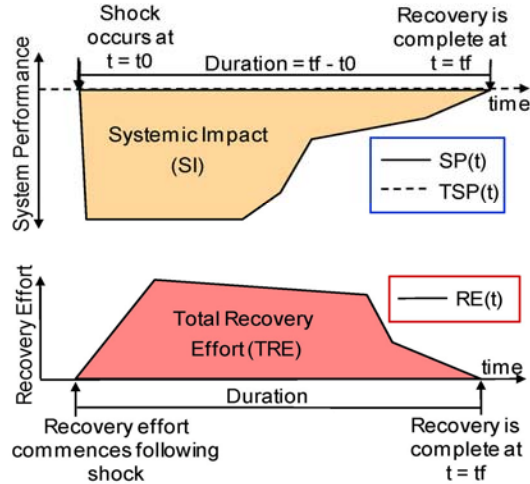 Shock
occurs at
t = t0
Recovery is
complete at
t = tf
Duration = tf - t0
time
System Performance
Systemic Impact
(SI)
SP(t)
TSP(t)
Recovery Effort
RE(t)
Total Recovery
Effort (TRE)
time
Duration
Recovery effort
commences following
shock
Recovery is
complete at
t = tf